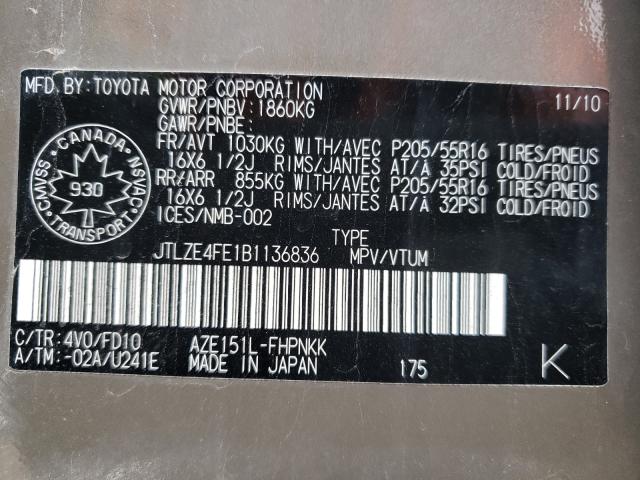 MFD.BY:TOYOTA MOTOR CORPORATION 11/10
GVWR/PNBV:1860KG
GAWR/PNBE:
FR/AVT 1030KG WITH/AVEC P205/55R16 TIRES/PNEUS
16X6 1/2J RIMS/JANTES AT/À 35PSI COLD/FROID
RR/ARR 855KG WITH/AVEC P205/55R16 TIRES/PNEUS
16X6 1/2J RIMS/JANTES AT/À 32PSI COLD/FROID
ICES/NMB-002
CANADA
CMVSS 930 NSVAC
TRANSPORT
TYPE
JTLZE4FE1B1136836 MPV/VTUM
C/TR:4V0/FD10 AZE151L-FHPNKK
A/TM:-02A/U241E MADE IN JAPAN 175 K